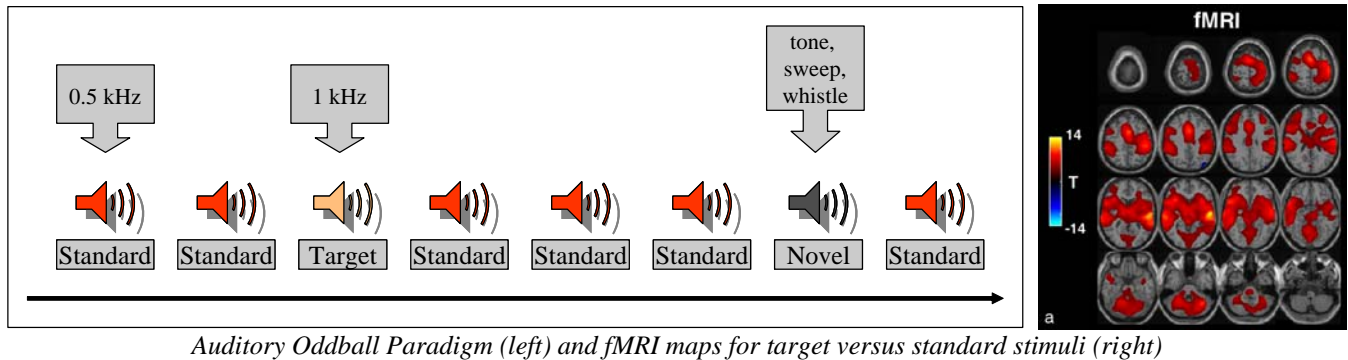 0.5 kHz
1 kHz
tone,
sweep,
whistle
Standard
Standard
Target
Standard
Standard
Standard
Novel
Standard
fMRI
14
T
-14
a
Auditory Oddball Paradigm (left) and fMRI maps for target versus standard stimuli (right)